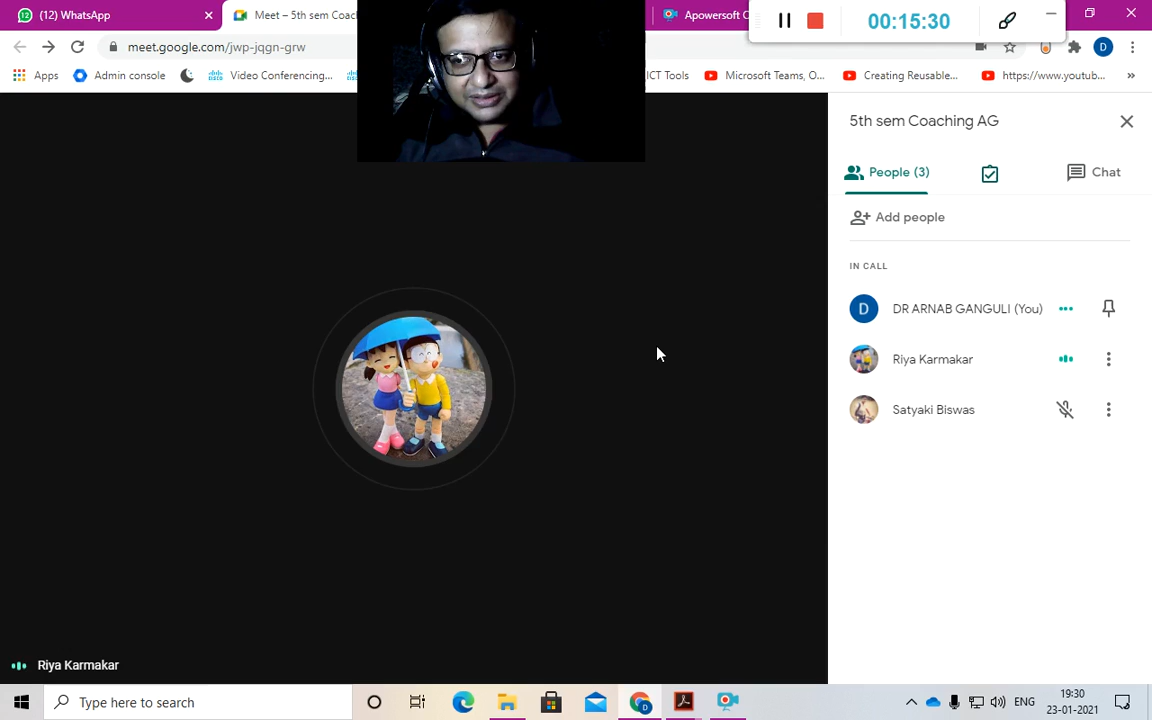 (12) WhatsApp
Meet – 5th sem Coach
Apowersoft C
00:15:30
meet.google.com/jwp-jqgn-grw
D
Apps
Admin console
Video Conferencing...
ICT Tools
Microsoft Teams, O...
Creating Reusable...
https://www.youtub...
5th sem Coaching AG
People (3)
Chat
Add people
IN CALL
D DR ARNAB GANGULI (You)
Riya Karmakar
Satyaki Biswas
Riya Karmakar
Type here to search
ENG
19:30
23-01-2021